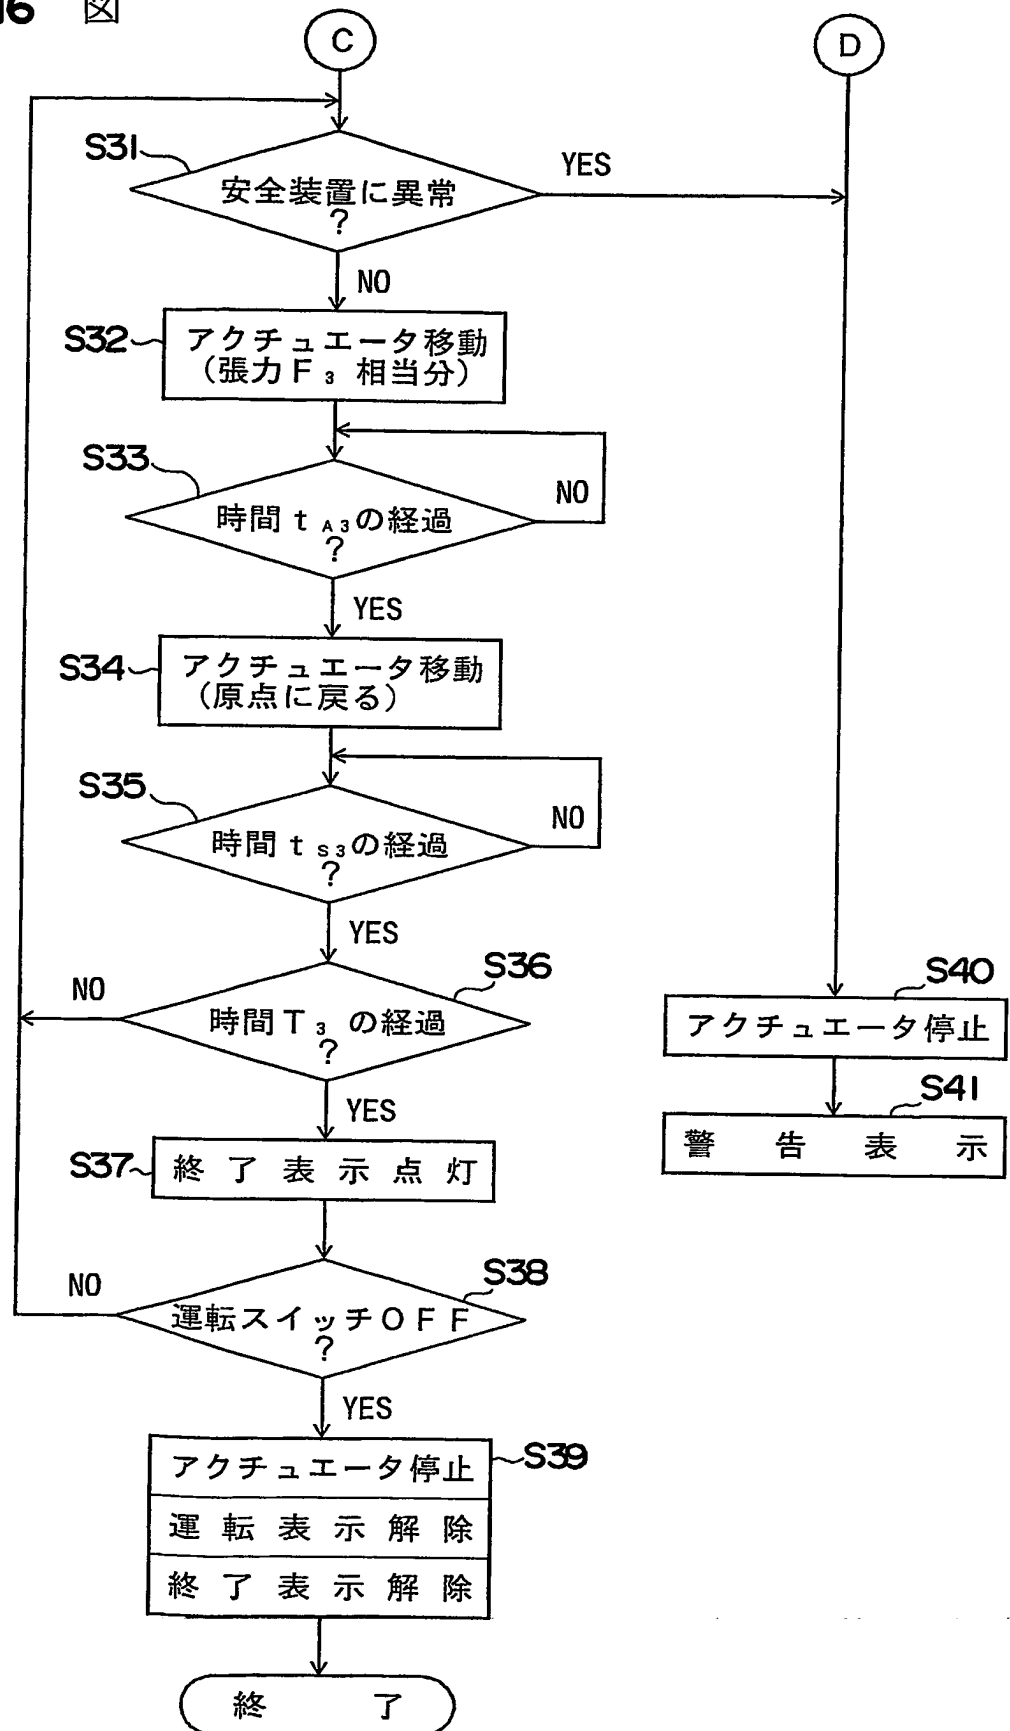 16 図
C
D
S31
安全装置に異常
?
YES
NO
S32
アクチュエータ移動
(張力F₃相当分)
S33
時間tA3の経過
?
NO
YES
S34
アクチュエータ移動
(原点に戻る)
S35
時間tS3の経過
?
NO
YES
S36
時間T₃の経過
?
NO
YES
S37
終了表示点灯
S38
運転スイッチOFF
?
NO
YES
S39
アクチュエータ停止
運転表示解除
終了表示解除
終了
S40
アクチュエータ停止
S41
警告表示